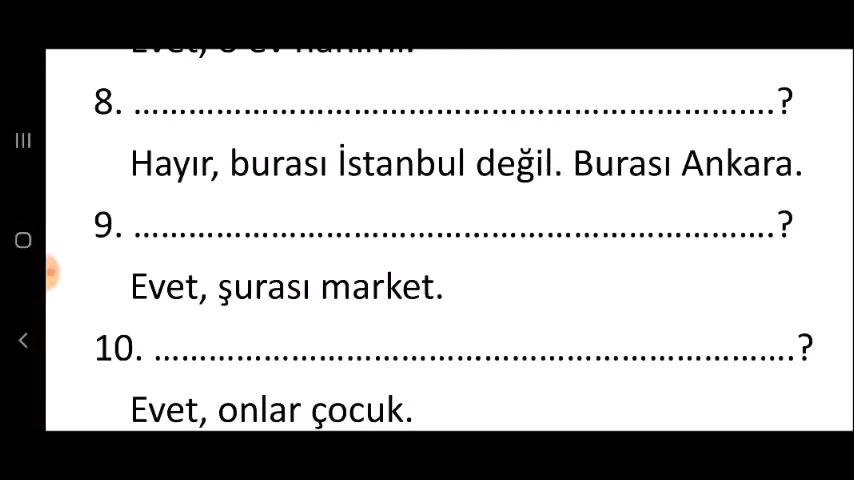 8. ......................................................................?
Hayır, burası İstanbul değil. Burası Ankara.
9. ......................................................................?
Evet, şurası market.
10. ......................................................................?
Evet, onlar çocuk.